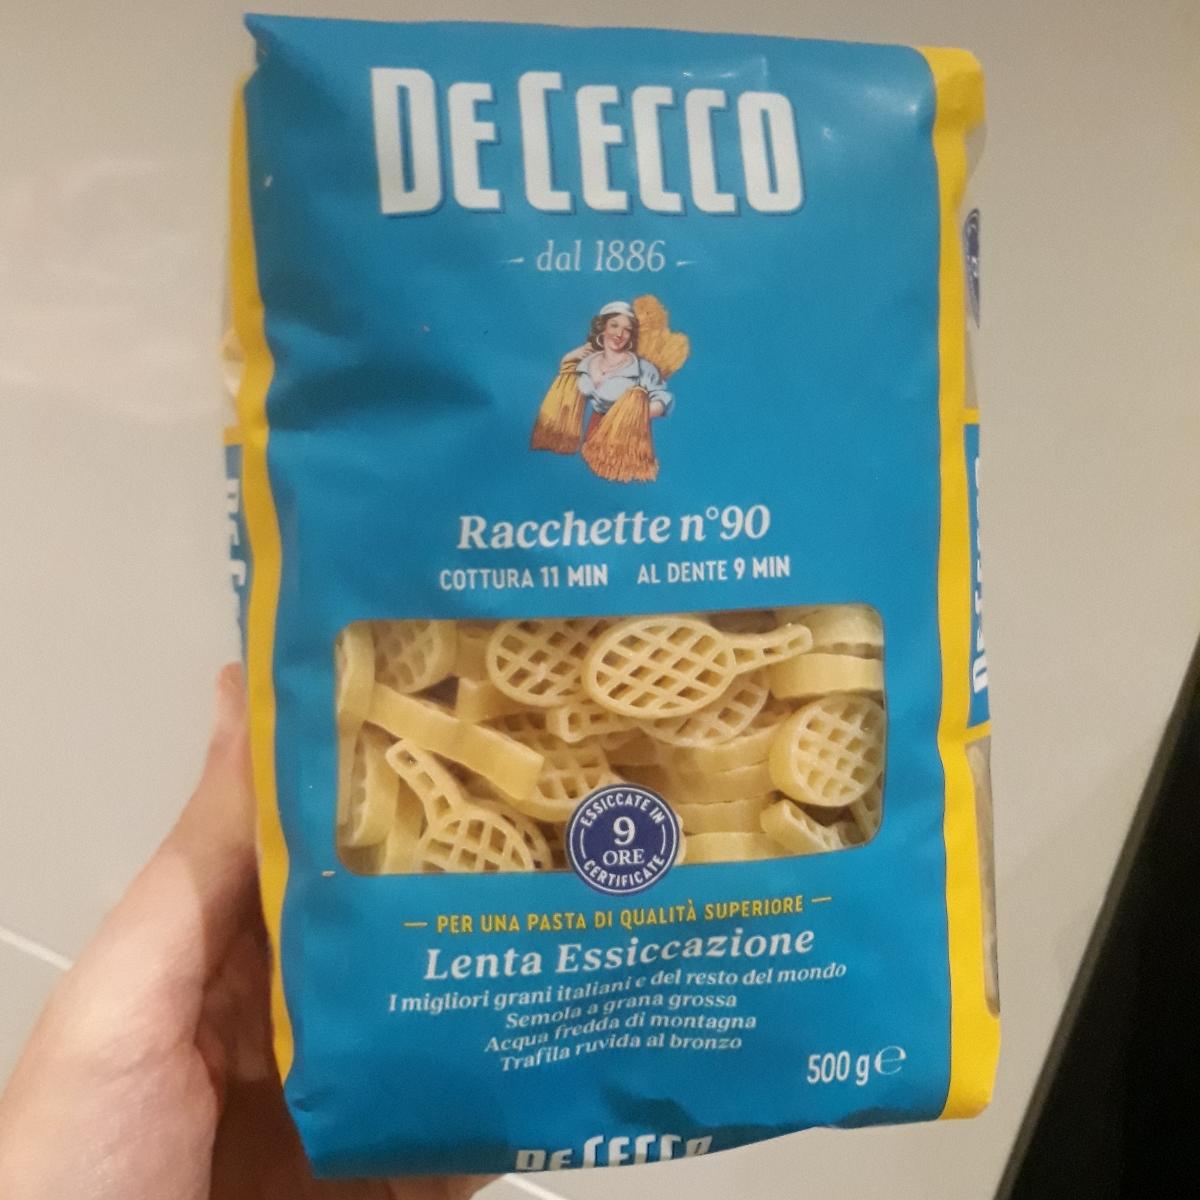 DE CECCO
dal 1886
Racchette n°90
COTTURA 11 MIN AL DENTE 9 MIN
ESSICCATE IN
9
ORE
CERTIFICATE
PER UNA PASTA DI QUALITÀ SUPERIORE
Lenta Essiccazione
I migliori grani italiani e del resto del mondo
Semola a grana grossa
Acqua fredda di montagna
Trafila ruvida al bronzo
500 g e
DE CECCO